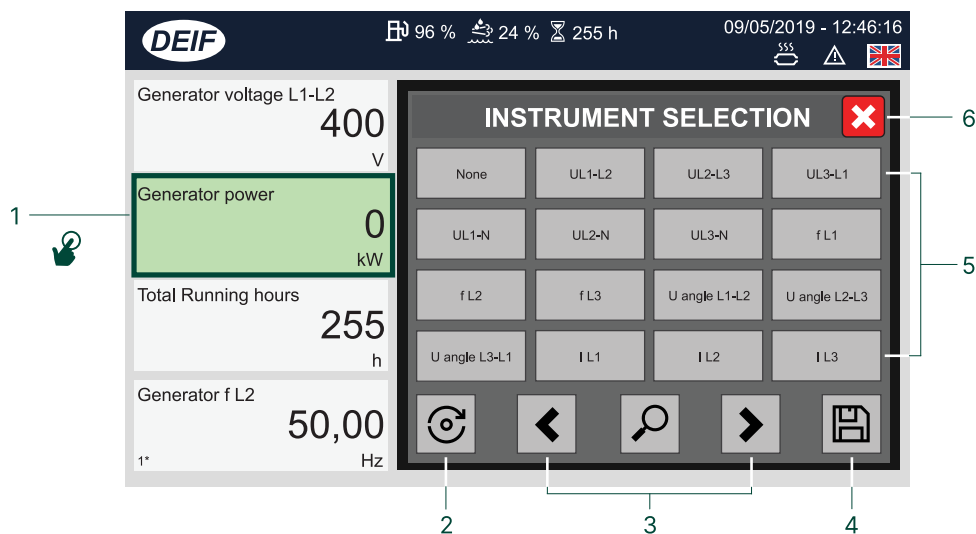 DEIF
96 %
24 %
255 h
09/05/2019 - 12:46:16
Generator voltage L1-L2
400
V
Generator power
0
kW
Total Running hours
255
h
Generator f L2
50,00
1*
Hz
INSTRUMENT SELECTION
None UL1-L2 UL2-L3 UL3-L1
UL1-N UL2-N UL3-N f L1
f L2 f L3 U angle L1-L2 U angle L2-L3
U angle L3-L1 I L1 I L2 I L3
1
2
3
4
5
6